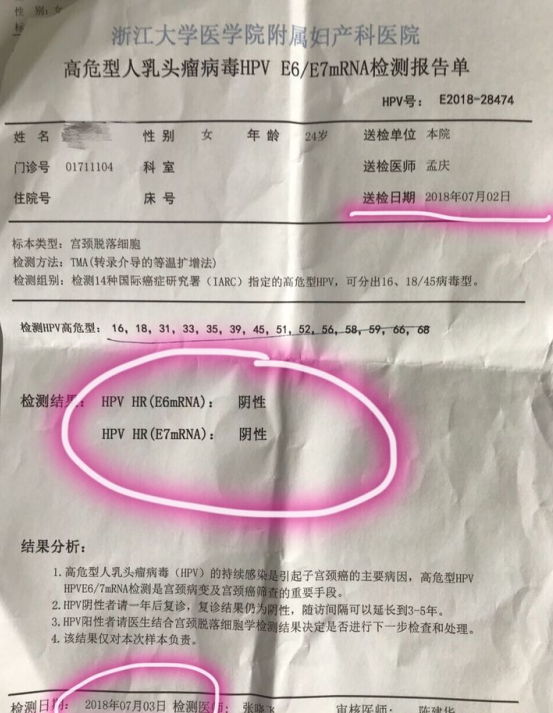 性 别: 女
标
浙江大学医学院附属妇产科医院
高危型人乳头瘤病毒HPV E6/E7mRNA检测报告单
HPV号: E2018-28474
姓 名 性 别 女 年 龄 24岁 送检单位 本院
门诊号 01711104 科 室 送检医师 孟庆
住院号 床 号 送检日期 2018年07月02日
标本类型: 宫颈脱落细胞
检测方法: TMA(转录介导的等温扩增法)
检测组别: 检测14种国际癌症研究署 (IARC) 指定的高危型HPV, 可分出16、18/45病毒型。
检测HPV高危型: 16, 18, 31, 33, 35, 39, 45, 51, 52, 56, 58, 59, 66, 68
检测结果: HPV HR(E6mRNA): 阴性
HPV HR(E7mRNA): 阴性
结果分析:
1. 高危型人乳头瘤病毒 (HPV) 的持续感染是引起子宫颈癌的主要病因, 高危型HPV
HPVE6/7mRNA检测是宫颈病变及宫颈癌筛查的重要手段。
2. HPV阴性者请一年后复诊, 复诊结果仍为阴性, 随访间隔可以延长到3-5年。
3. HPV阳性者请医生结合宫颈脱落细胞学检测结果决定是否进行下一步检查和处理。
4. 该结果仅对本次样本负责。
检测日期: 2018年07月03日 检测医师: 张晓飞 审核医师: 陈建华